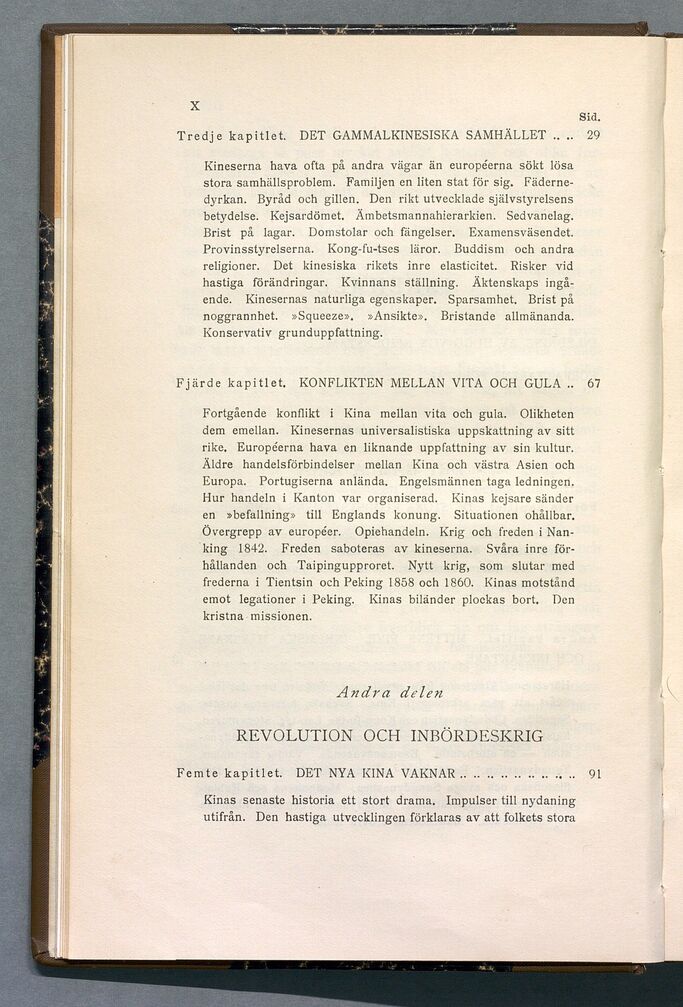 X
Sid.
Tredje kapitlet. DET GAMMALKINESISKA SAMHÄLLET .. .. 29
Kineserna hava ofta på andra vägar än européerna sökt lösa
stora samhällsproblem. Familjen en liten stat för sig. Fäderne-
dyrkan. Byråd och gillen. Den rikt utvecklade självstyrelsens
betydelse. Kejsardömet. Ämbetsmannahierarkien. Sedvanelag.
Brist på lagar. Domstolar och fängelser. Examensväsendet.
Provinsstyrelserna. Kong-fu-tses läror. Buddism och andra
religioner. Det kinesiska rikets inre elasticitet. Risker vid
hastiga förändringar. Kvinnans ställning. Äktenskaps ingå-
ende. Kinesernas naturliga egenskaper. Sparsamhet. Brist på
noggrannhet. »Squeeze». »Ansikte». Bristande allmänanda.
Konservativ grunduppfattning.
Fjärde kapitlet. KONFLIKTEN MELLAN VITA OCH GULA .. 67
Fortgående konflikt i Kina mellan vita och gula. Olikheten
dem emellan. Kinesernas universalistiska uppskattning av sitt
rike. Européerna hava en liknande uppfattning av sin kultur.
Äldre handelsförbindelser mellan Kina och västra Asien och
Europa. Portugiserna anlända. Engelsmännen taga ledningen.
Hur handeln i Kanton var organiserad. Kinas kejsare sänder
en »befallning» till Englands konung. Situationen ohållbar.
Övergrepp av européer. Opiehandeln. Krig och freden i Nan-
king 1842. Freden saboteras av kineserna. Svåra inre för-
hållanden och Taipingupproret. Nytt krig, som slutar med
frederna i Tientsin och Peking 1858 och 1860. Kinas motstånd
emot legationer i Peking. Kinas biländer plockas bort. Den
kristna missionen.
Andra delen
REVOLUTION OCH INBÖRDESKRIG
Femte kapitlet. DET NYA KINA VAKNAR .. .. .. .. .. .. .. .. .. 91
Kinas senaste historia ett stort drama. Impulser till nydaning
utifrån. Den hastiga utvecklingen förklaras av att folkets stora